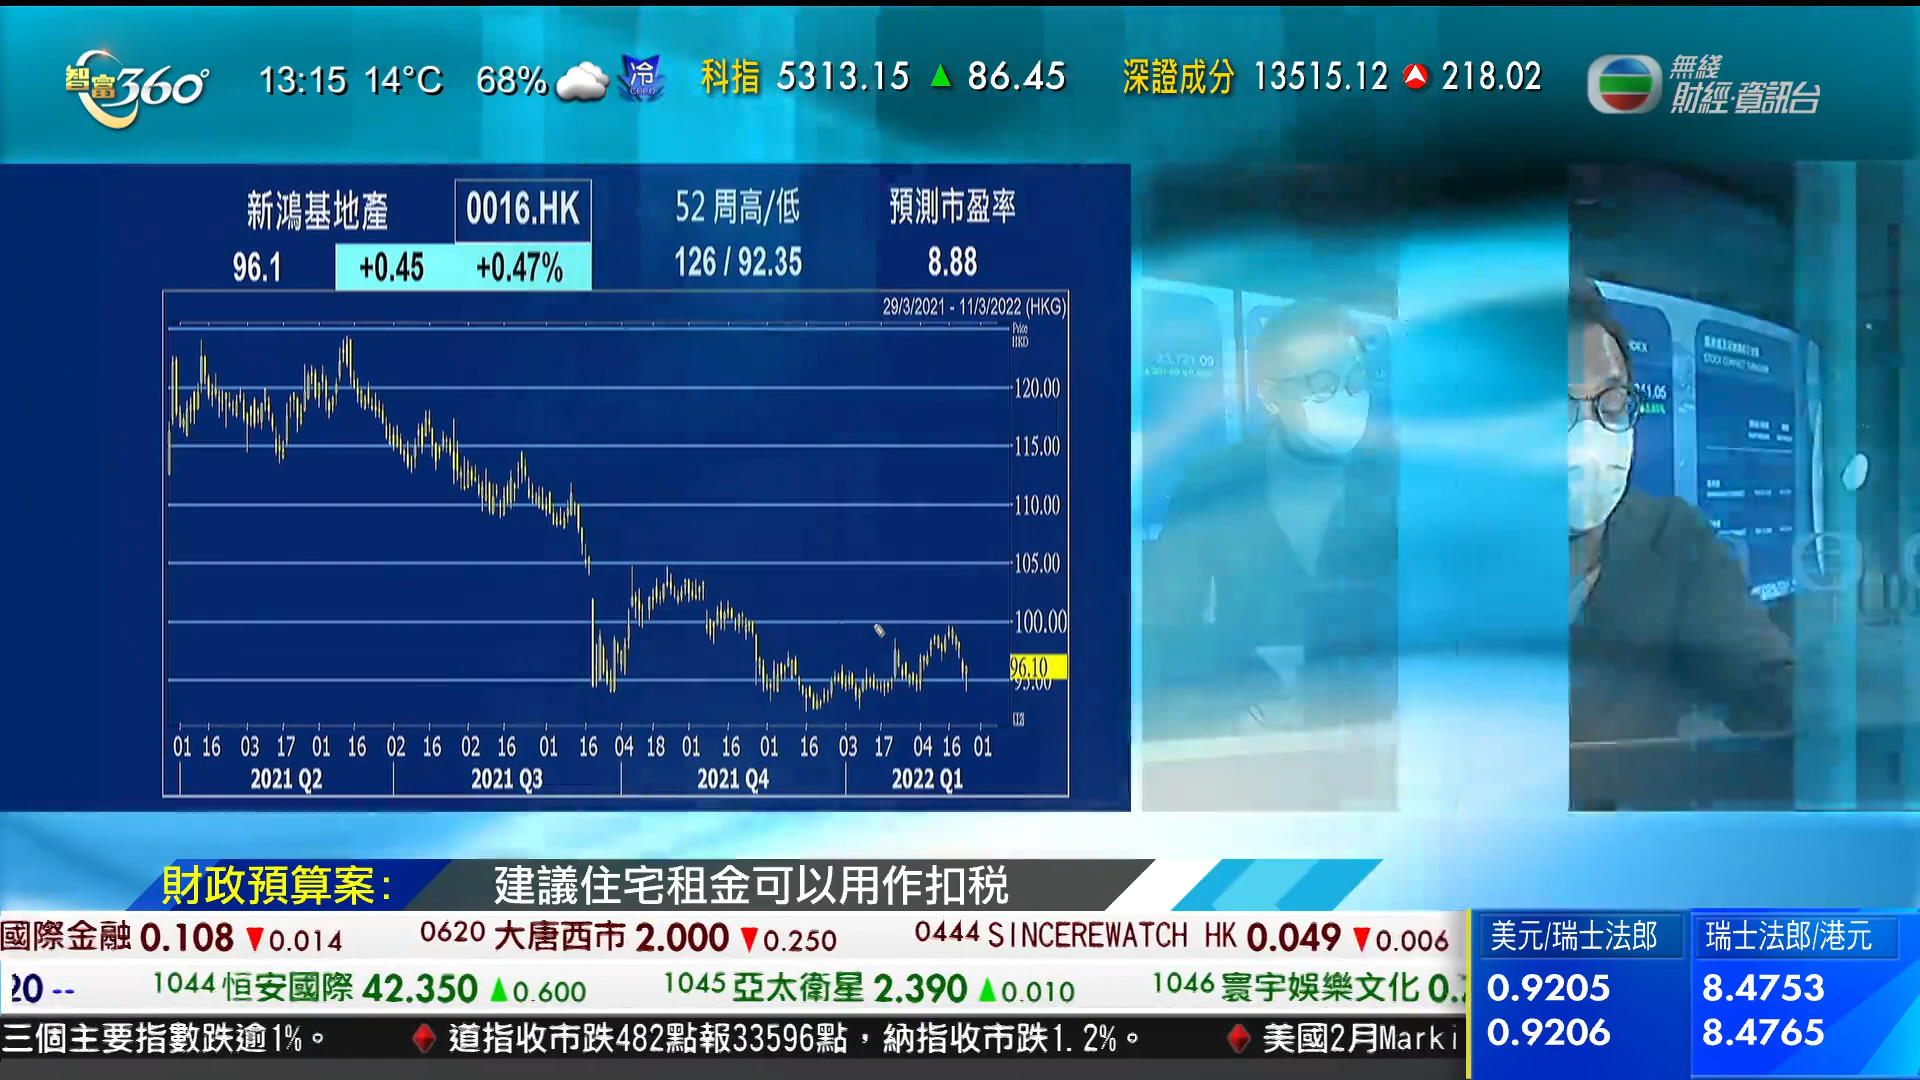 智富360°
13:15 14°C 68% 冷 COLD
科指 5313.15 ▲ 86.45
深證成分 13515.12 ▲ 218.02
無綫
財經·資訊台
新鴻基地產 0016.HK
96.1 +0.45 +0.47%
52周高/低
126 / 92.35
預測市盈率
8.88
29/3/2021 - 11/3/2022 (HKG)
Price
HKD
120.00
115.00
110.00
105.00
100.00
96.10
95.00
01 16 03 17 01 16 02 16 02 16 01 16 04 18 01 16 01 16 03 17 04 16 01
2021 Q2 2021 Q3 2021 Q4 2022 Q1
財政預算案: 建議住宅租金可以用作扣税
國際金融 0.108 ▼0.014 0620 大唐西市 2.000 ▼0.250 0444 SINCEREWATCH HK 0.049 ▼0.006
20 -- 1044 恒安國際 42.350 ▲0.600 1045 亞太衛星 2.390 ▲0.010 1046 寰宇娛樂文化 0.
三個主要指數跌逾1%。 ◆ 道指收市跌482點報33596點，納指收市跌1.2%。 ◆ 美國2月Marki
美元/瑞士法郎
0.9205
0.9206
瑞士法郎/港元
8.4753
8.4765